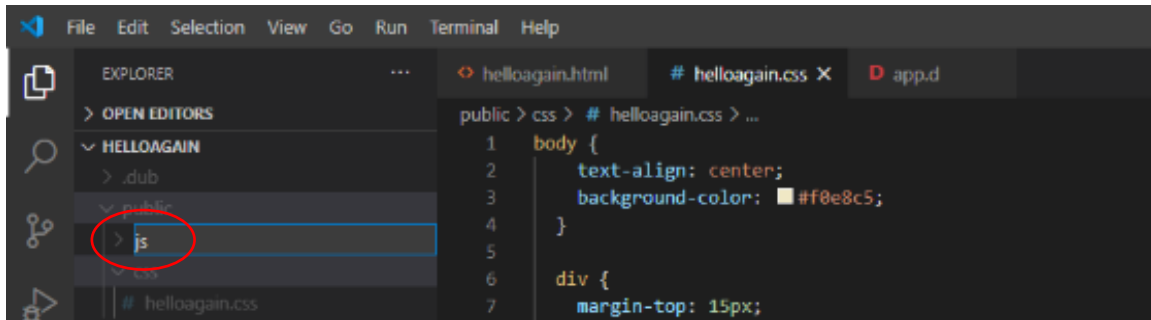 File Edit Selection View Go Run Terminal Help
EXPLORER ...
> OPEN EDITORS
HELLOAGAIN
> .dub
public
> js
css
# helloagain.css
helloagain.html # helloagain.css X D app.d
public > css > # helloagain.css > ...
1 body {
2 text-align: center;
3 background-color: #f0e8c5;
4 }
5
6 div {
7 margin-top: 15px;